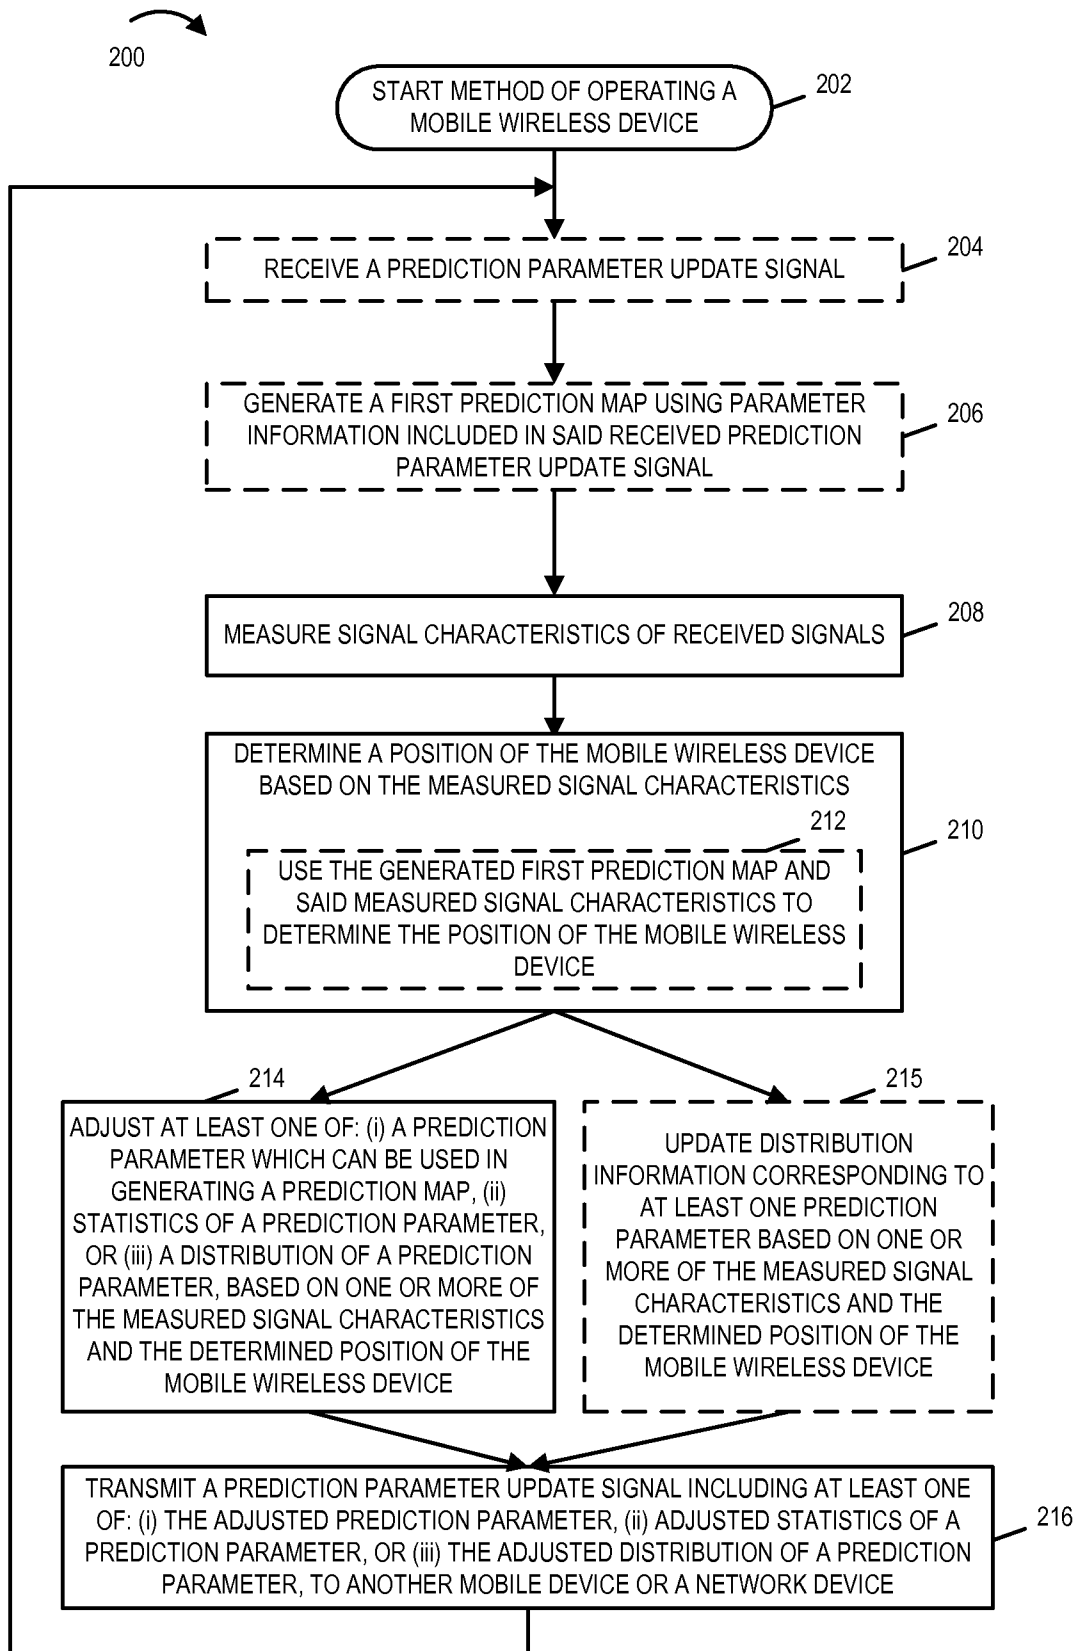 200
START METHOD OF OPERATING A
MOBILE WIRELESS DEVICE
202
RECEIVE A PREDICTION PARAMETER UPDATE SIGNAL
204
GENERATE A FIRST PREDICTION MAP USING PARAMETER
INFORMATION INCLUDED IN SAID RECEIVED PREDICTION
PARAMETER UPDATE SIGNAL
206
MEASURE SIGNAL CHARACTERISTICS OF RECEIVED SIGNALS
208
DETERMINE A POSITION OF THE MOBILE WIRELESS DEVICE
BASED ON THE MEASURED SIGNAL CHARACTERISTICS
210
212
USE THE GENERATED FIRST PREDICTION MAP AND
SAID MEASURED SIGNAL CHARACTERISTICS TO
DETERMINE THE POSITION OF THE MOBILE WIRELESS
DEVICE
214
ADJUST AT LEAST ONE OF: (i) A PREDICTION
PARAMETER WHICH CAN BE USED IN
GENERATING A PREDICTION MAP, (ii)
STATISTICS OF A PREDICTION PARAMETER,
OR (iii) A DISTRIBUTION OF A PREDICTION
PARAMETER, BASED ON ONE OR MORE OF
THE MEASURED SIGNAL CHARACTERISTICS
AND THE DETERMINED POSITION OF THE
MOBILE WIRELESS DEVICE
215
UPDATE DISTRIBUTION
INFORMATION CORRESPONDING TO
AT LEAST ONE PREDICTION
PARAMETER BASED ON ONE OR
MORE OF THE MEASURED SIGNAL
CHARACTERISTICS AND THE
DETERMINED POSITION OF THE
MOBILE WIRELESS DEVICE
TRANSMIT A PREDICTION PARAMETER UPDATE SIGNAL INCLUDING AT LEAST ONE
OF: (i) THE ADJUSTED PREDICTION PARAMETER, (ii) ADJUSTED STATISTICS OF A
PREDICTION PARAMETER, OR (iii) THE ADJUSTED DISTRIBUTION OF A PREDICTION
PARAMETER, TO ANOTHER MOBILE DEVICE OR A NETWORK DEVICE
216